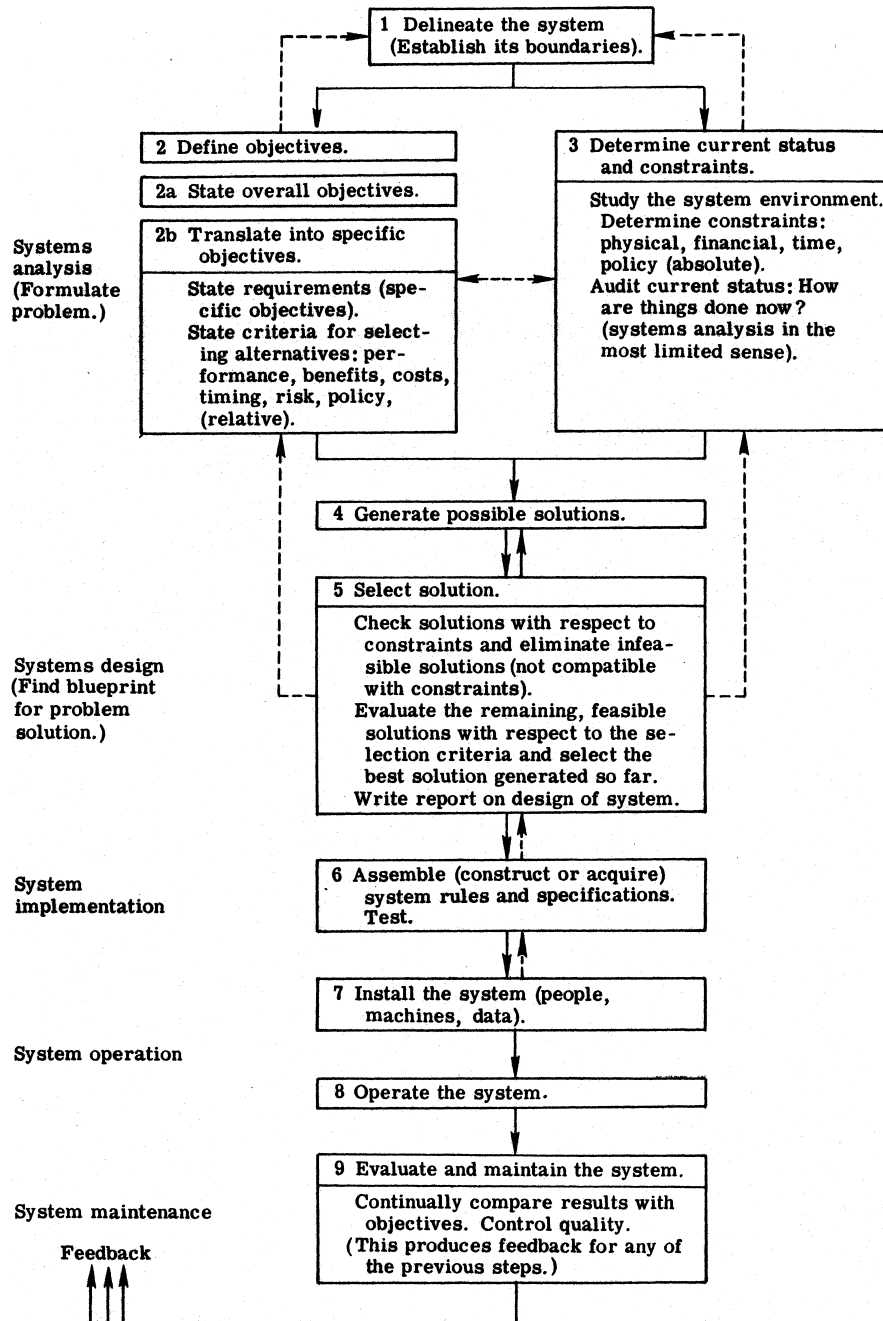 1 Delineate the system
(Establish its boundaries).
2 Define objectives.
2a State overall objectives.
2b Translate into specific
objectives.
State requirements (spe-
cific objectives).
State criteria for select-
ing alternatives: per-
formance, benefits, costs,
timing, risk, policy,
(relative).
3 Determine current status
and constraints.
Study the system environment.
Determine constraints:
physical, financial, time,
policy (absolute).
Audit current status: How
are things done now?
(systems analysis in the
most limited sense).
Systems
analysis
(Formulate
problem.)
4 Generate possible solutions.
5 Select solution.
Check solutions with respect to
constraints and eliminate infea-
sible solutions (not compatible
with constraints).
Evaluate the remaining, feasible
solutions with respect to the se-
lection criteria and select the
best solution generated so far.
Write report on design of system.
Systems design
(Find blueprint
for problem
solution.)
6 Assemble (construct or acquire)
system rules and specifications.
Test.
System
implementation
7 Install the system (people,
machines, data).
System operation
8 Operate the system.
9 Evaluate and maintain the system.
Continually compare results with
objectives. Control quality.
(This produces feedback for any of
the previous steps.)
System maintenance
Feedback